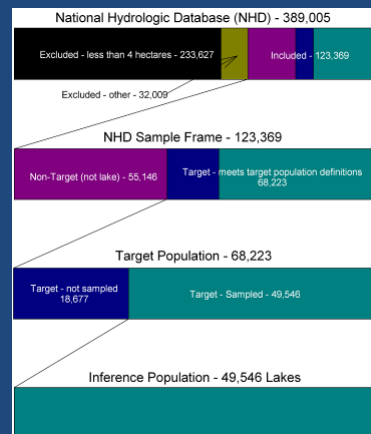 National Hydrologic Database (NHD) - 389,005
Excluded - less than 4 hectares - 233,627
Included - 123,369
Excluded - other - 32,009
NHD Sample Frame - 123,369
Non-Target (not lake) - 55,146
Target - meets target population definitions
68,223
Target Population - 68,223
Target - not sampled
18,677
Target - Sampled - 49,546
Inference Population - 49,546 Lakes